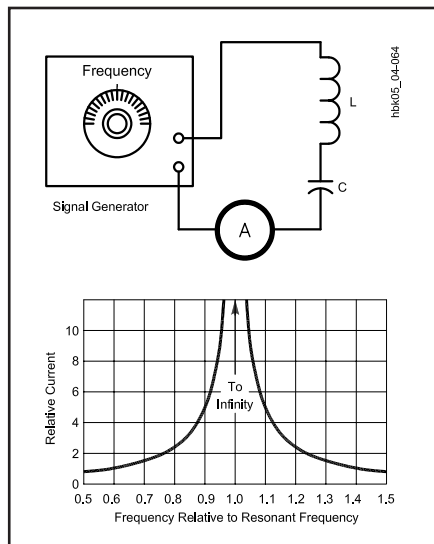 Frequency
hbk05_04-064
L
C
Signal Generator
A
Relative Current
10
8
6
4
2
0
To
Infinity
0.5 0.6 0.7 0.8 0.9 1.0 1.1 1.2 1.3 1.4 1.5
Frequency Relative to Resonant Frequency